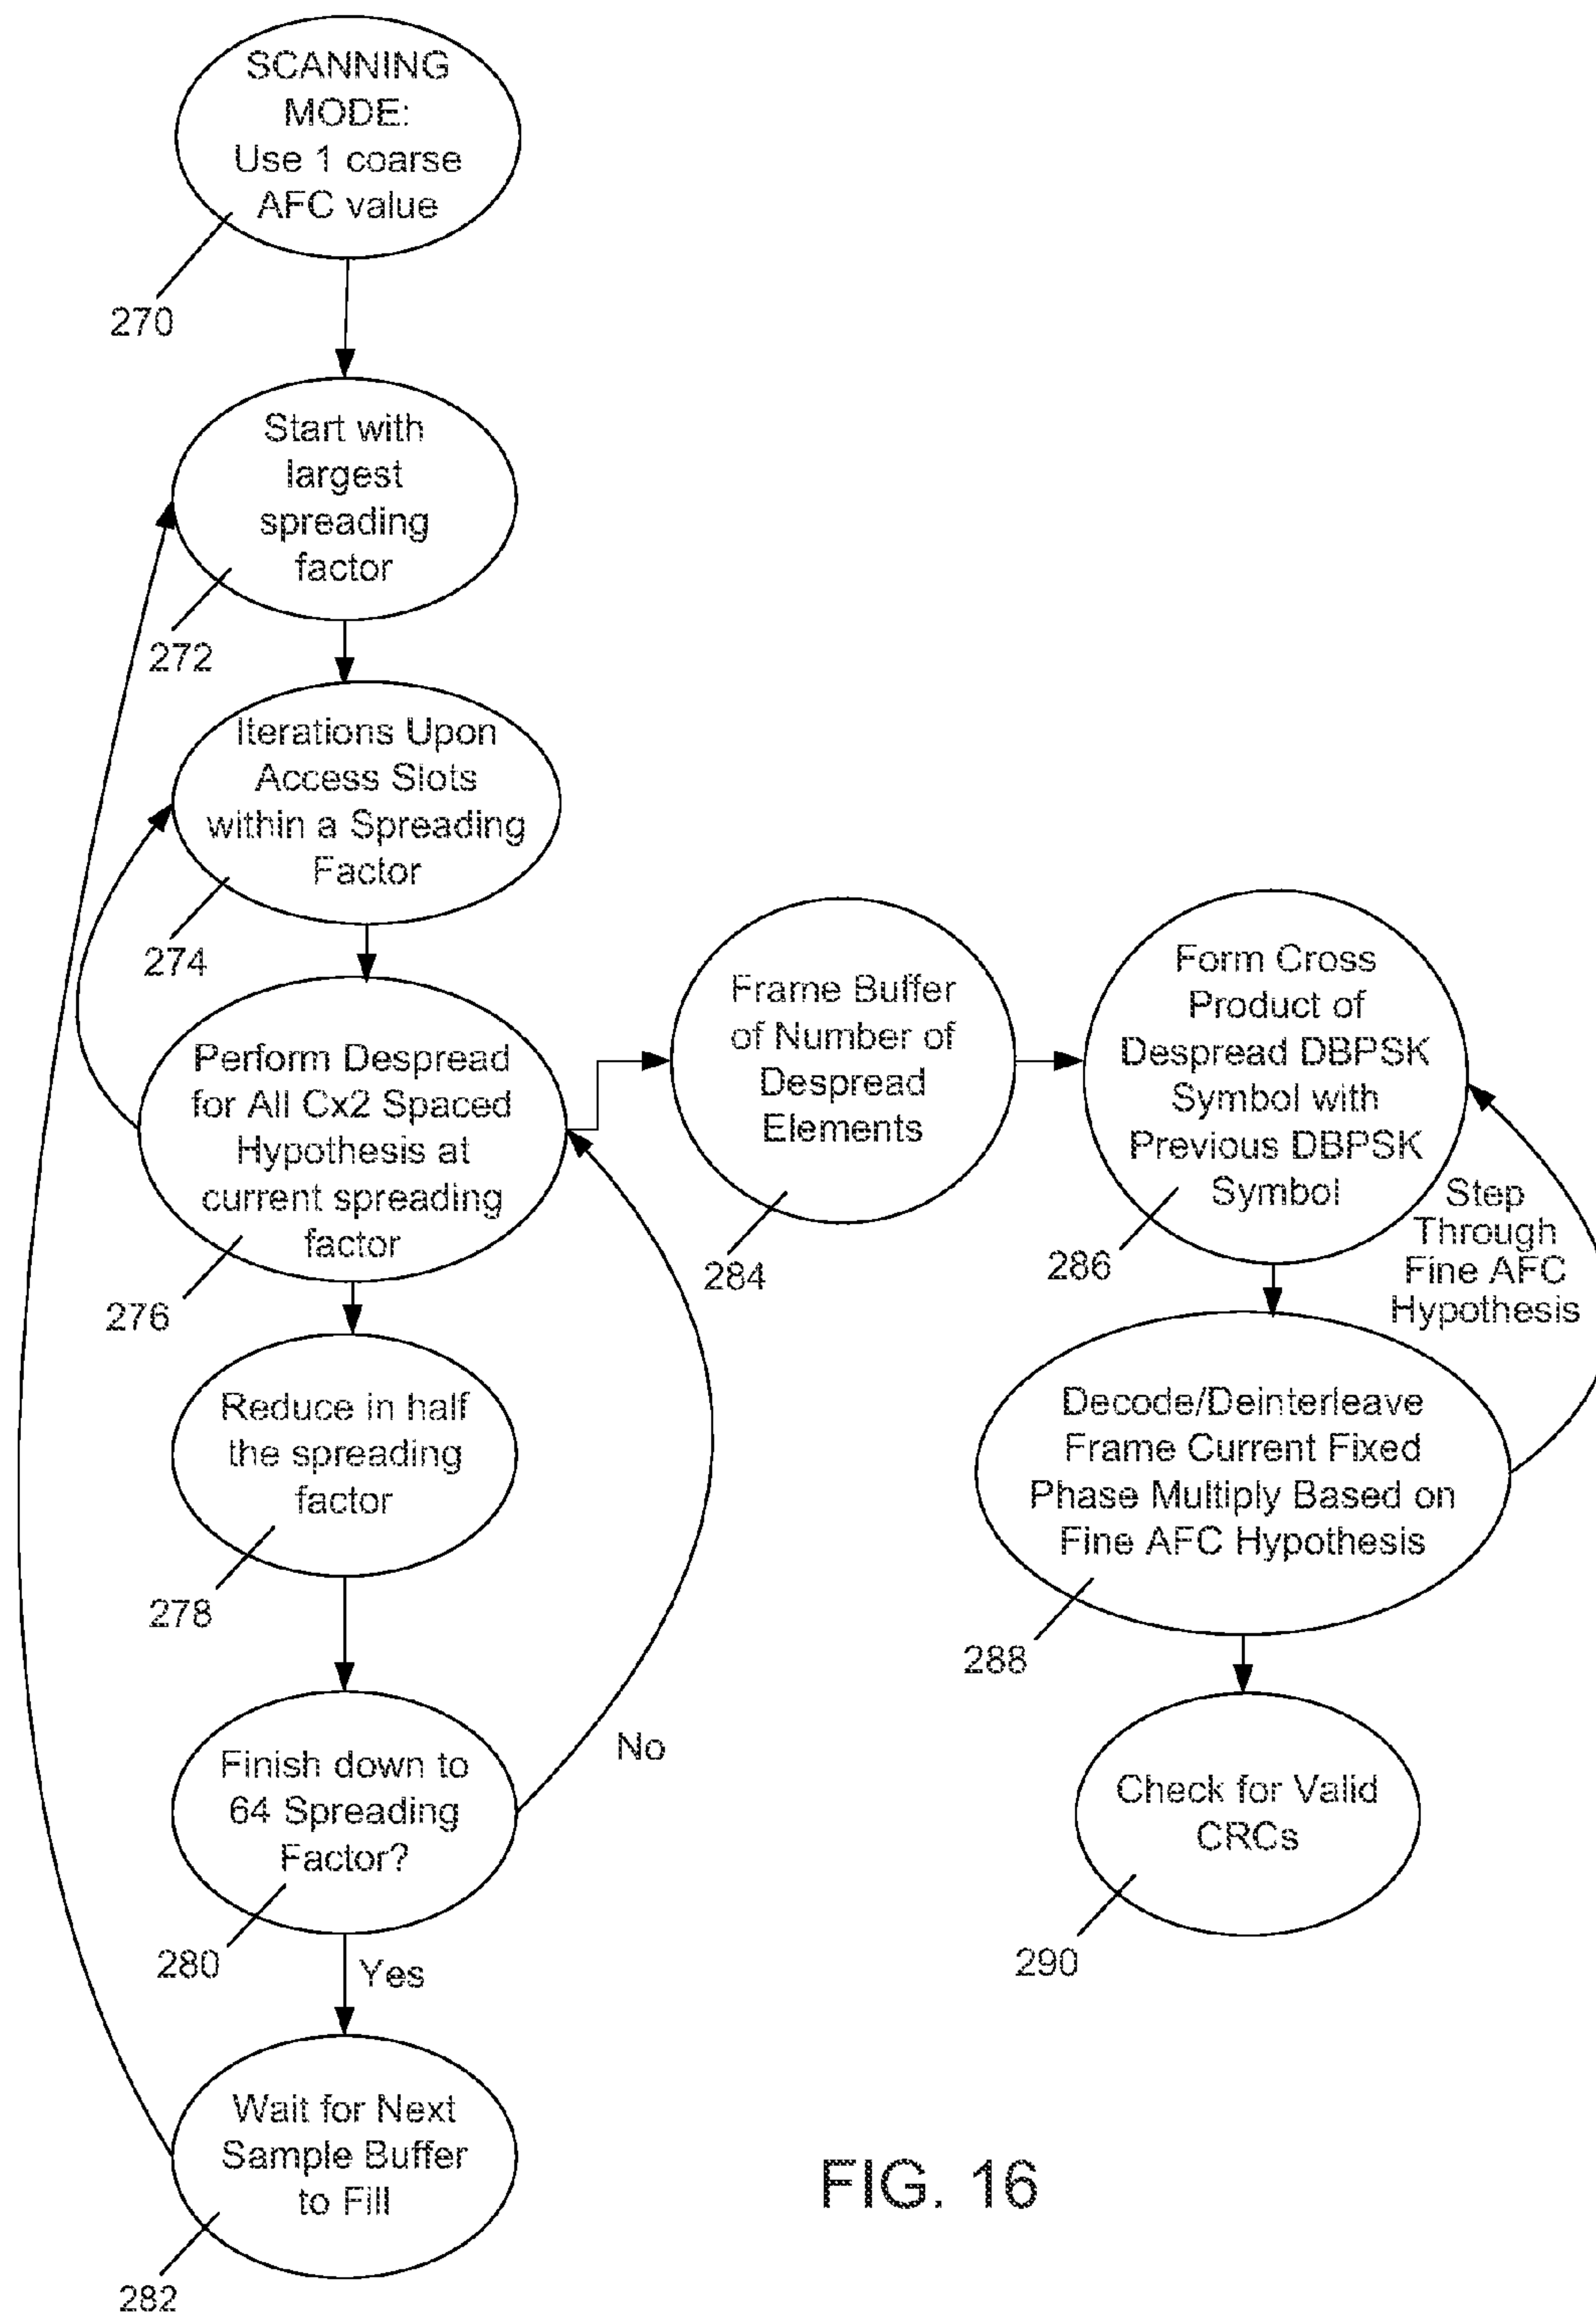 SCANNING
MODE:
Use 1 coarse
AFC value
270
Start with
largest
spreading
factor
272
Iterations Upon
Access Slots
within a Spreading
Factor
274
Perform Despread
for All Cx2 Spaced
Hypothesis at
current spreading
factor
276
Reduce in half
the spreading
factor
278
Finish down to
64 Spreading
Factor?
280
No
Yes
Wait for Next
Sample Buffer
to Fill
282
Frame Buffer
of Number of
Despread
Elements
284
Form Cross
Product of
Despread DBPSK
Symbol with
Previous DBPSK
Symbol
286
Step
Through
Fine AFC
Hypothesis
Decode/Deinterleave
Frame Current Fixed
Phase Multiply Based on
Fine AFC Hypothesis
288
Check for Valid
CRCs
290
FIG. 16